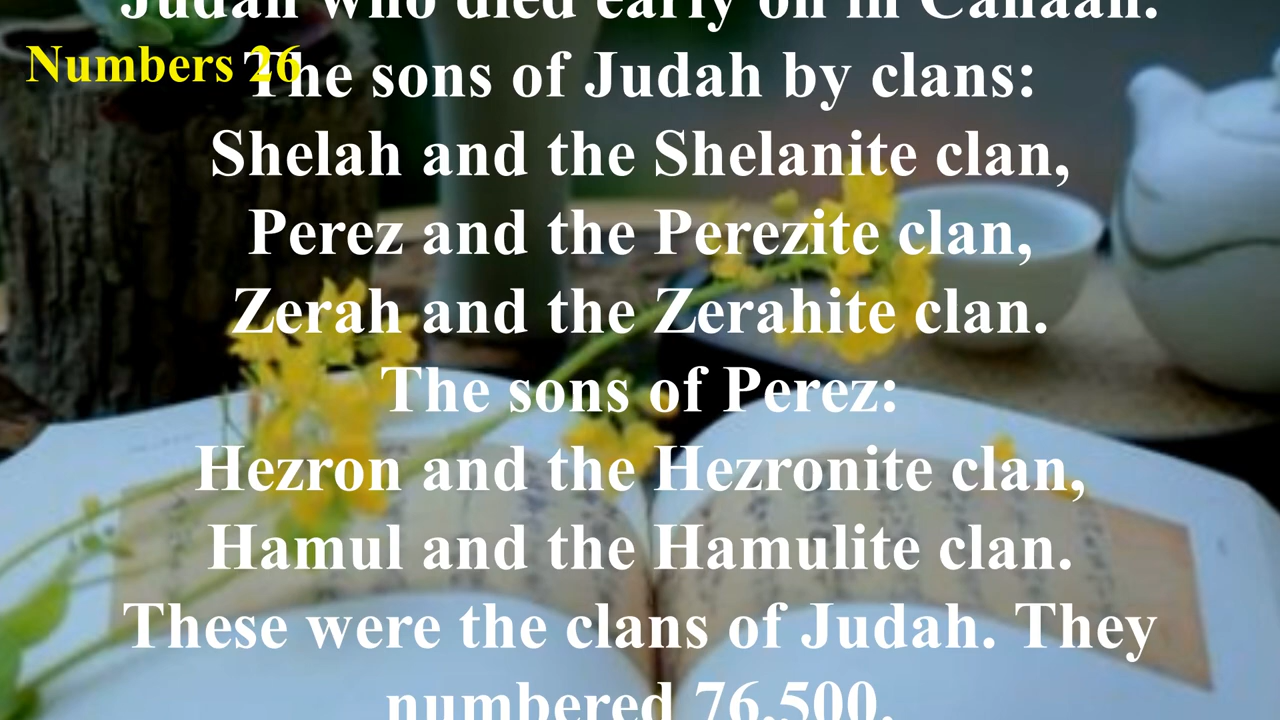 Judah who died early on in Canaan.
Numbers 26
The sons of Judah by clans:
Shelah and the Shelanite clan,
Perez and the Perezite clan,
Zerah and the Zerahite clan.
The sons of Perez:
Hezron and the Hezronite clan,
Hamul and the Hamulite clan.
These were the clans of Judah. They
numbered 76,500.